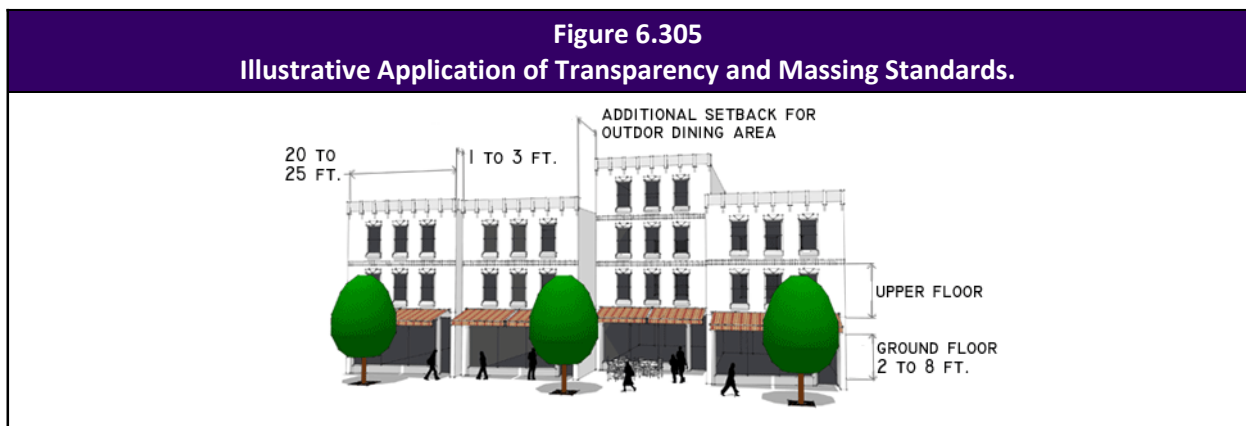 Figure 6.305
Illustrative Application of Transparency and Massing Standards.
ADDITIONAL SETBACK FOR
OUTDOR DINING AREA
20 TO
25 FT.
1 TO 3 FT.
UPPER FLOOR
GROUND FLOOR
2 TO 8 FT.